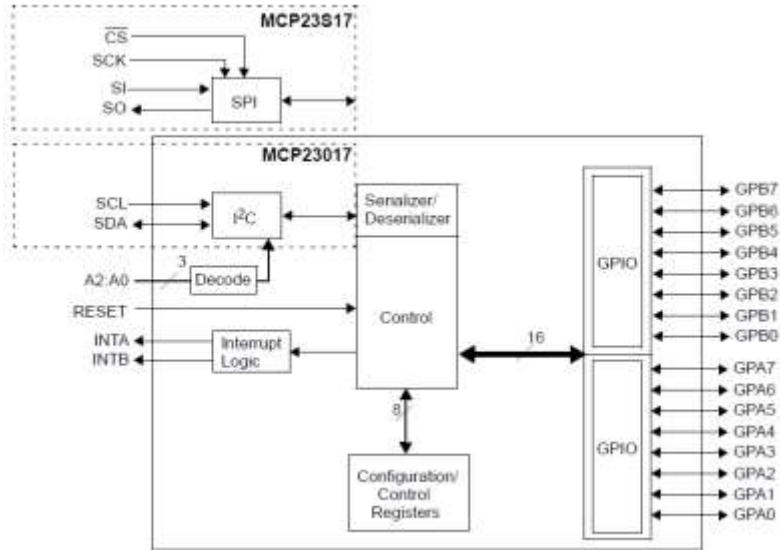 MCP23S17
CS
SCK
SI
SO
SPI
MCP23017
SCL
SDA
I²C
Serializer/
Deserializer
3
A2:A0
Decode
RESET
Control
INTA
INTB
Interrupt
Logic
16
8
Configuration/
Control
Registers
GPIO
GPB7
GPB6
GPB5
GPB4
GPB3
GPB2
GPB1
GPB0
GPIO
GPA7
GPA6
GPA5
GPA4
GPA3
GPA2
GPA1
GPA0